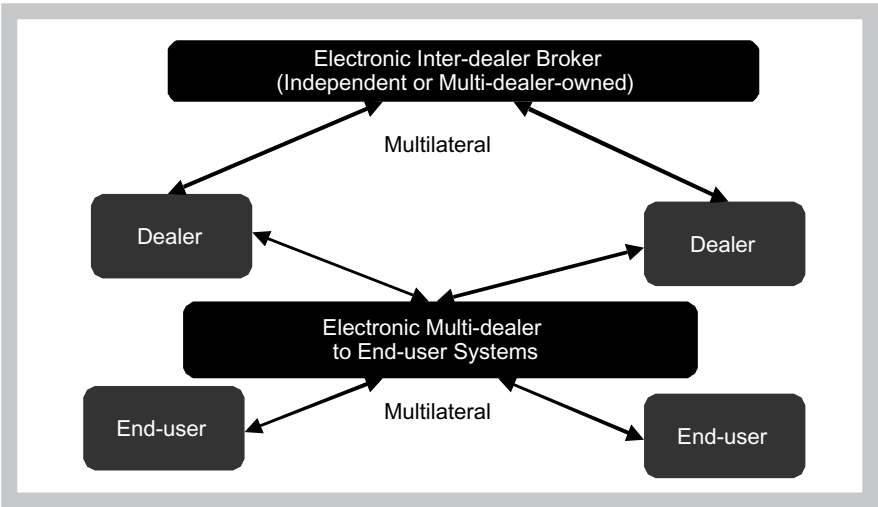 Electronic Inter-dealer Broker
(Independent or Multi-dealer-owned)
Multilateral
Dealer
Dealer
Electronic Multi-dealer
to End-user Systems
Multilateral
End-user
End-user